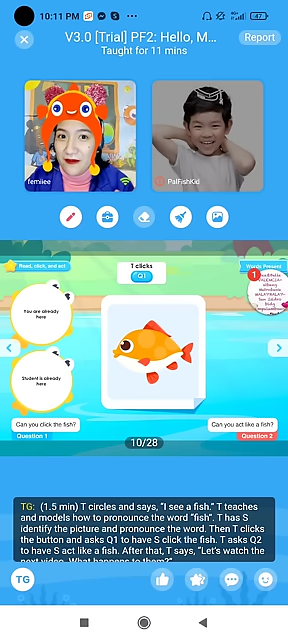 10:11 PM
47
V3.0 [Trial] PF2: Hello, M...
Report
Taught for 11 mins
femiiee
PalFishKid
Read, click, and act
1 clicks
Q1
Words Present
1
You are already
here
Student is already
here
Can you click the fish?
Can you act like a fish?
Question 1
Question 2
10/28
TG: (1.5 min) T circles and says, "I see a fish." T teaches
and models how to pronounce the word "fish". T has S
identify the picture and pronounce the word. Then T clicks
the button and asks Q1 to have S click the fish. T asks Q2
to have S act like a fish. After that, T says, "Let's watch the
next video. What happens to them?"
TG